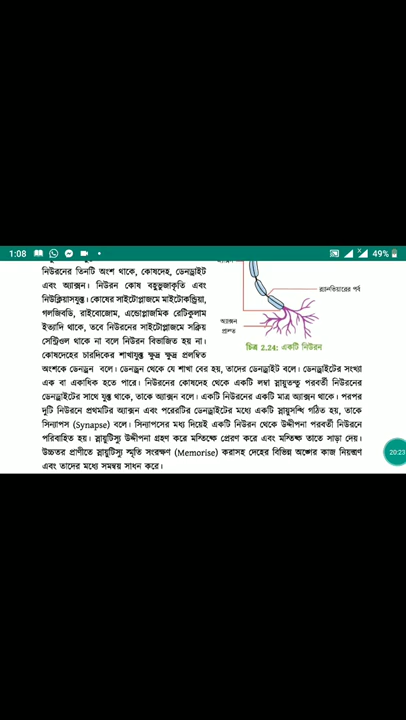 1:08
49%
নিউরনের তিনটি অংশ থাকে, কোষদেহ, ডেনড্রাইট
এবং অ্যাক্সন। নিউরন কোষ বহুভুজাকৃতি এবং
নিউক্লিয়াসযুক্ত। কোষের সাইটোপ্লাজমে মাইটোকন্ড্রিয়া,
গলজিবডি, রাইবোজোম, এন্ডোপ্লাজমিক রেটিকুলাম
ইত্যাদি থাকে, তবে নিউরনের সাইটোপ্লাজমে সক্রিয়
সেন্ট্রিওল থাকে না বলে নিউরন বিভাজিত হয় না।
কোষদেহের চারদিকের শাখাযুক্ত ক্ষুদ্র ক্ষুদ্র প্রলম্বিত
র‍্যানভিয়ারের পর্ব
অ্যাক্সন
প্রান্ত
চিত্র 2.24: একটি নিউরন
অংশকে ডেনড্রন বলে। ডেনড্রন থেকে যে শাখা বের হয়, তাদের ডেনড্রাইট বলে। ডেনড্রাইটের সংখ্যা
এক বা একাধিক হতে পারে। নিউরনের কোষদেহ থেকে একটি লম্বা স্নায়ুতন্তু পরবর্তী নিউরনের
ডেনড্রাইটের সাথে যুক্ত থাকে, তাকে অ্যাক্সন বলে। একটি নিউরনের একটি মাত্র অ্যাক্সন থাকে। পরপর
দুটি নিউরনে প্রথমটির অ্যাক্সন এবং পরেরটির ডেনড্রাইটের মধ্যে একটি স্নায়ুসন্ধি গঠিত হয়, তাকে
সিন্যাপস (Synapse) বলে। সিন্যাপসের মধ্য দিয়েই একটি নিউরন থেকে উদ্দীপনা পরবর্তী নিউরনে
পরিবাহিত হয়। স্নায়ুটিস্যু উদ্দীপনা গ্রহণ করে মস্তিষ্কে প্রেরণ করে এবং মস্তিষ্ক তাতে সাড়া দেয়।
উচ্চতর প্রাণীতে স্নায়ুটিস্যু স্মৃতি সংরক্ষণ (Memorise) করাসহ দেহের বিভিন্ন অঙ্গের কাজ নিয়ন্ত্রণ
এবং তাদের মধ্যে সমন্বয় সাধন করে।
20:23